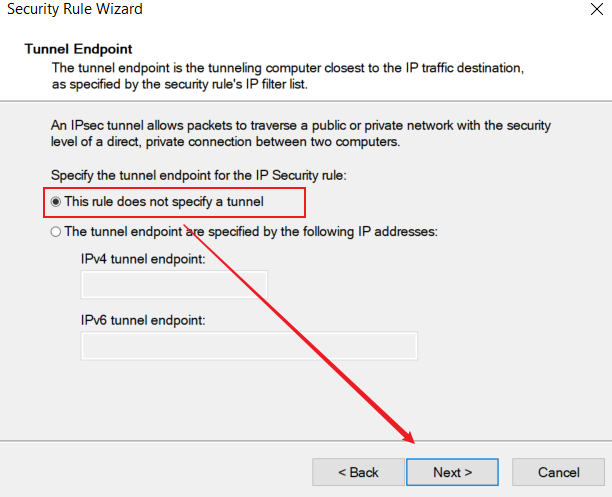 Security Rule Wizard
Tunnel Endpoint
The tunnel endpoint is the tunneling computer closest to the IP traffic destination,
as specified by the security rule's IP filter list.
An IPsec tunnel allows packets to traverse a public or private network with the security
level of a direct, private connection between two computers.
Specify the tunnel endpoint for the IP Security rule:
This rule does not specify a tunnel
The tunnel endpoint are specified by the following IP addresses:
IPv4 tunnel endpoint:
IPv6 tunnel endpoint:
< Back Next > Cancel